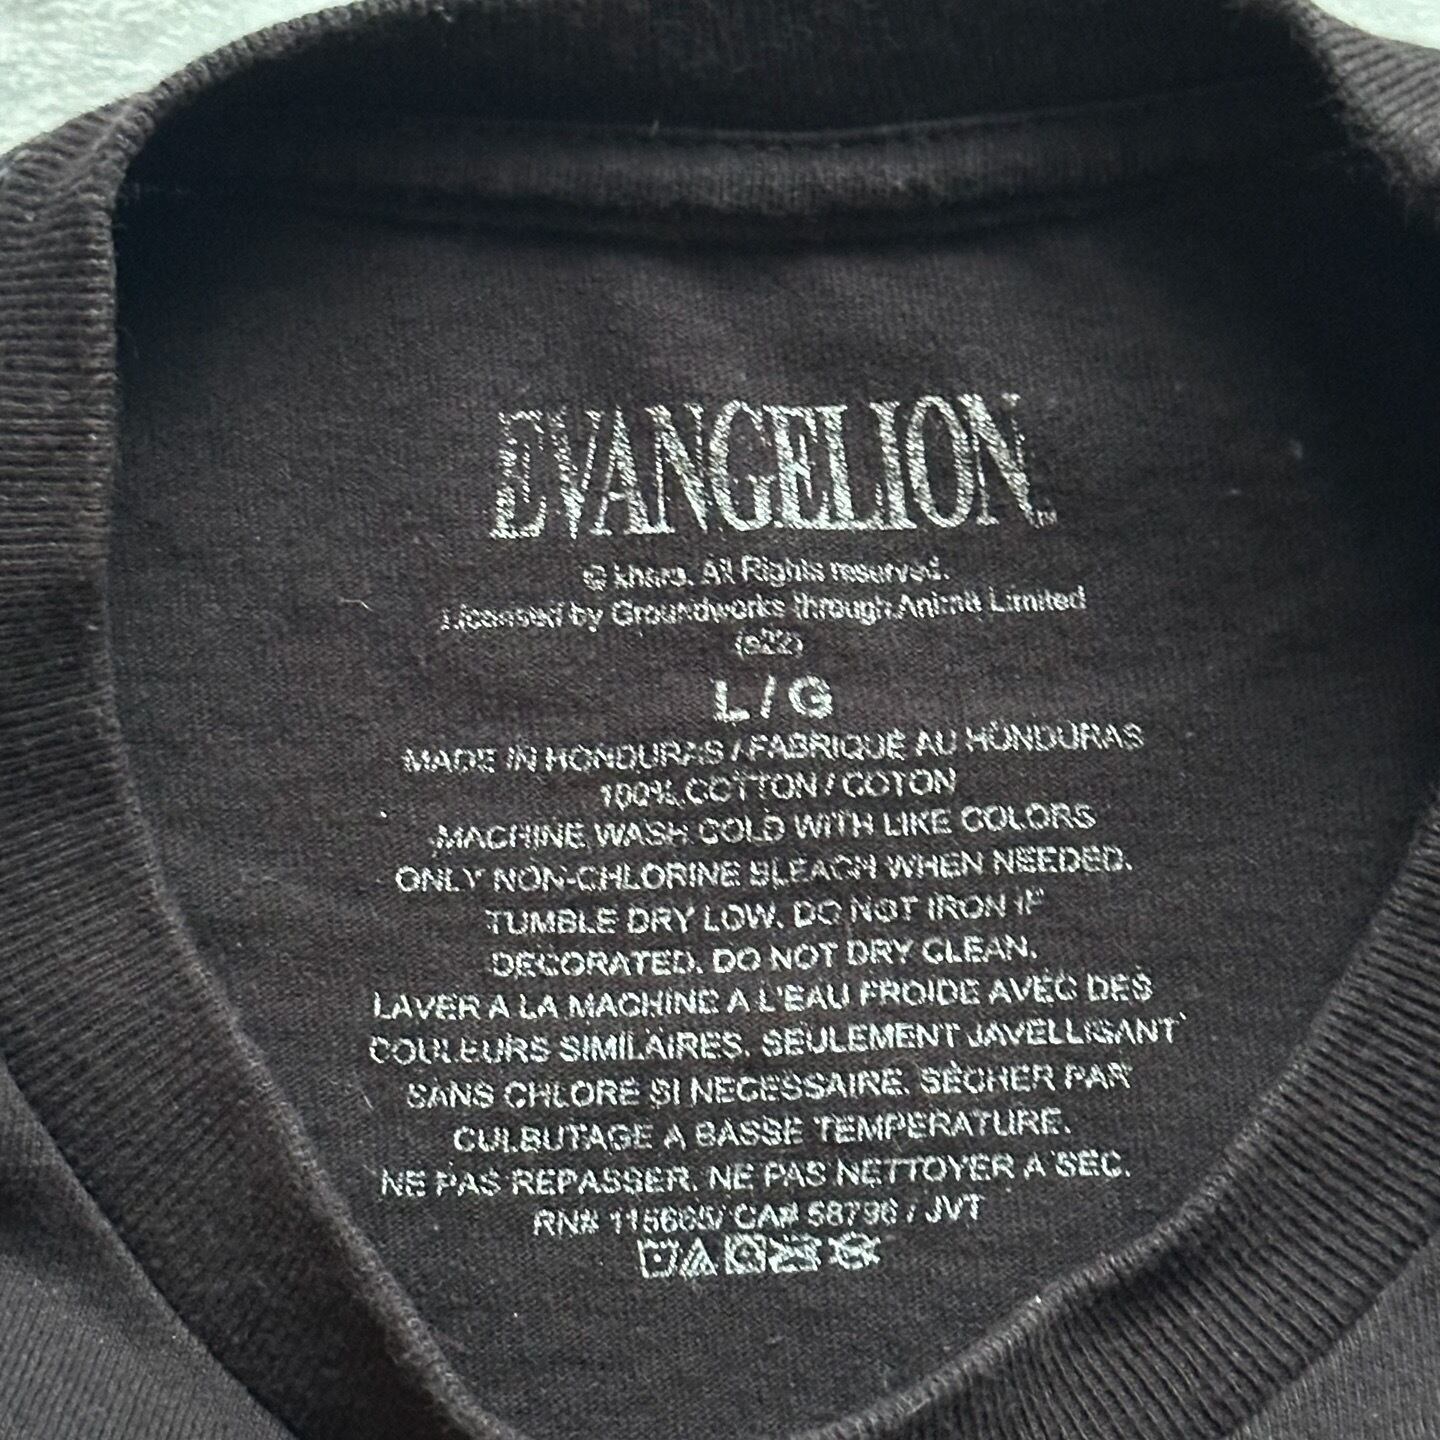 EVANGELION
© khara. All Rights reserved.
Licensed by Groundworks through Anime Limited
(s22)
L / G
MADE IN HONDURAS / FABRIQUÉ AU HONDURAS
100% COTTON / COTON
MACHINE WASH COLD WITH LIKE COLORS
ONLY NON-CHLORINE BLEACH WHEN NEEDED.
TUMBLE DRY LOW. DO NOT IRON IF
DECORATED. DO NOT DRY CLEAN.
LAVER A LA MACHINE A L'EAU FROIDE AVEC DES
COULEURS SIMILAIRES. SEULEMENT JAVELLISANT
SANS CHLORE SI NECESSAIRE. SÉCHER PAR
CULBUTAGE A BASSE TEMPERATURE.
NE PAS REPASSER. NE PAS NETTOYER A SEC.
RN# CA# 58796 / JVT